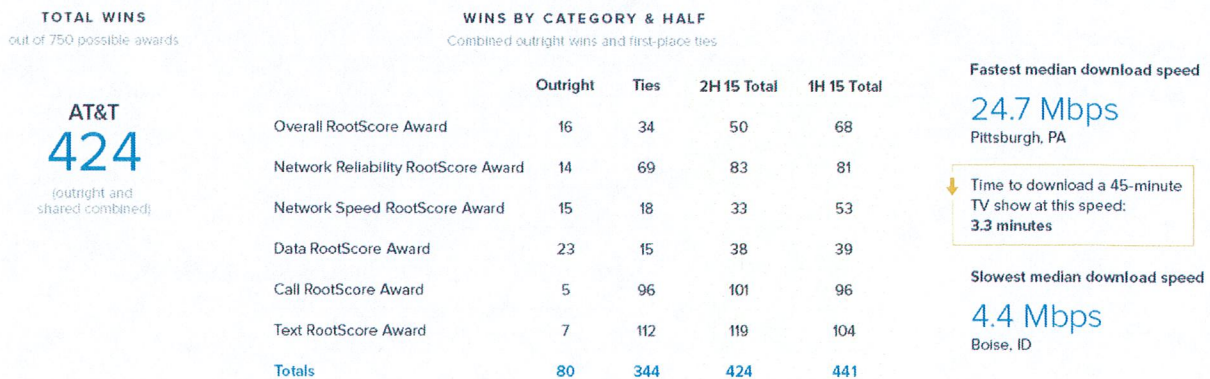 TOTAL WINS
out of 750 possible awards
AT&T
424
(outright and
shared combined)
WINS BY CATEGORY & HALF
Combined outright wins and first-place ties
Outright Ties 2H 15 Total 1H 15 Total
Overall RootScore Award 16 34 50 68
Network Reliability RootScore Award 14 69 83 81
Network Speed RootScore Award 15 18 33 53
Data RootScore Award 23 15 38 39
Call RootScore Award 5 96 101 96
Text RootScore Award 7 112 119 104
Totals 80 344 424 441
Fastest median download speed
24.7 Mbps
Pittsburgh, PA
Time to download a 45-minute
TV show at this speed:
3.3 minutes
Slowest median download speed
4.4 Mbps
Boise, ID